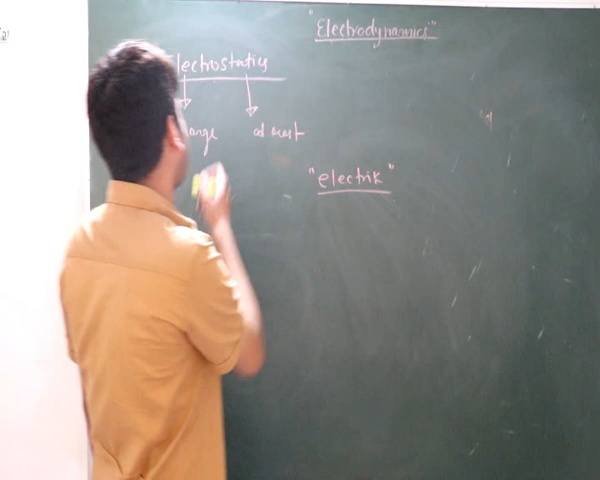 "Electrodynamics"
lectrostatics
arge at rest
"electrik"